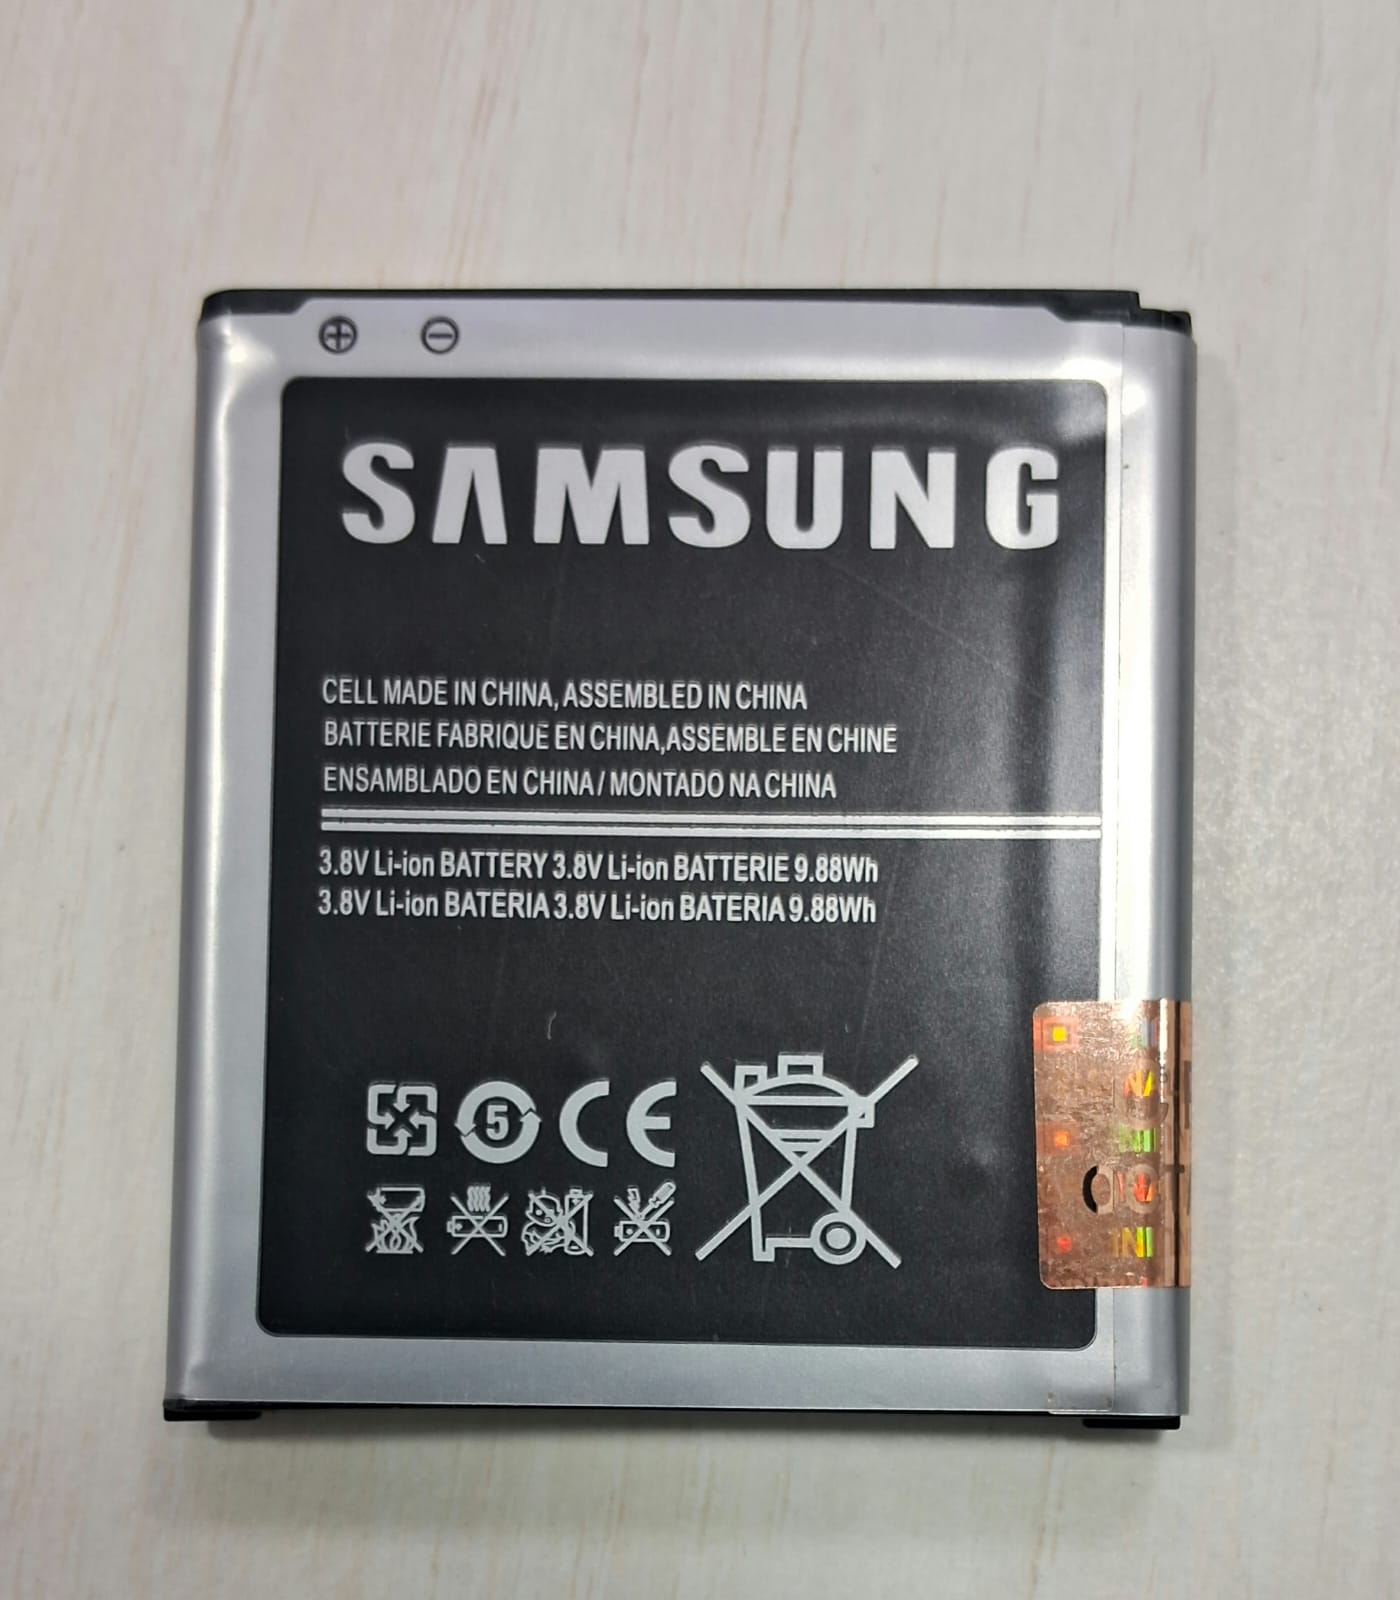 SAMSUNG
CELL MADE IN CHINA, ASSEMBLED IN CHINA
BATTERIE FABRIQUE EN CHINA,ASSEMBLE EN CHINE
ENSAMBLADO EN CHINA / MONTADO NA CHINA
3.8V Li-ion BATTERY 3.8V Li-ion BATTERIE 9.88Wh
3.8V Li-ion BATERIA 3.8V Li-ion BATERIA 9.88Wh
5 CE